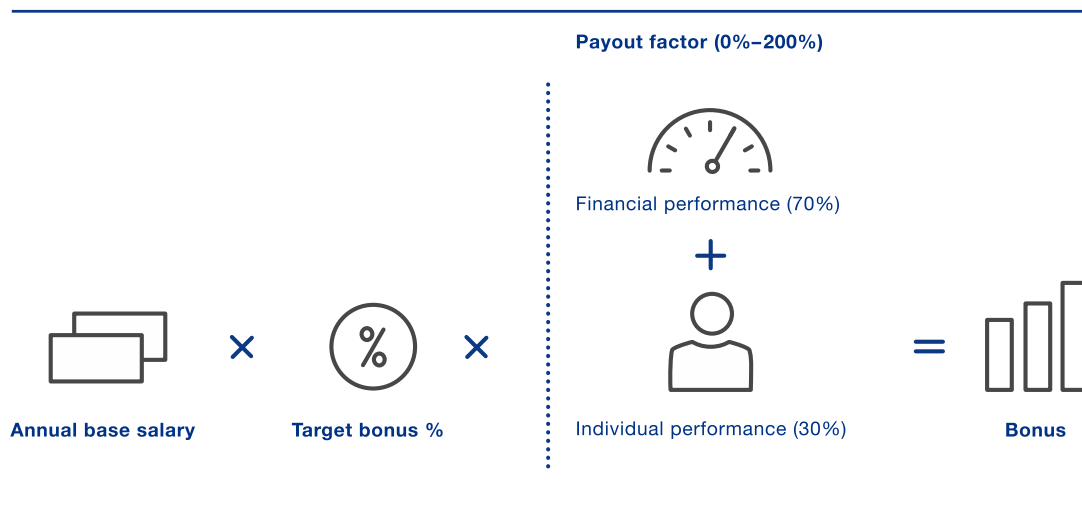 Payout factor (0%–200%)
Financial performance (70%)
+
Individual performance (30%)
Annual base salary
×
%
Target bonus %
×
=
Bonus